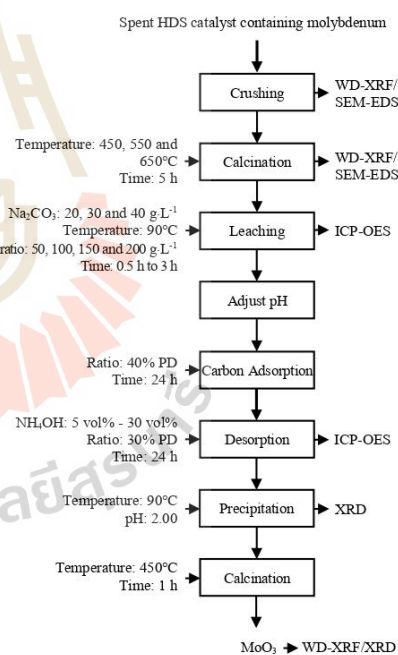 Spent HDS catalyst containing molybdenum
Crushing
WD-XRF/
SEM-EDS
Temperature: 450, 550 and
650°C
Time: 5 h
Calcination
WD-XRF/
SEM-EDS
Na₂CO₃: 20, 30 and 40 g·L⁻¹
Temperature: 90°C
ratio: 50, 100, 150 and 200 g·L⁻¹
Time: 0.5 h to 3 h
Leaching
ICP-OES
Adjust pH
Ratio: 40% PD
Time: 24 h
Carbon Adsorption
NH₄OH: 5 vol% - 30 vol%
Ratio: 30% PD
Time: 24 h
Desorption
ICP-OES
Temperature: 90°C
pH: 2.00
Precipitation
XRD
Temperature: 450°C
Time: 1 h
Calcination
MoO₃
WD-XRF/XRD
ลยีสุร